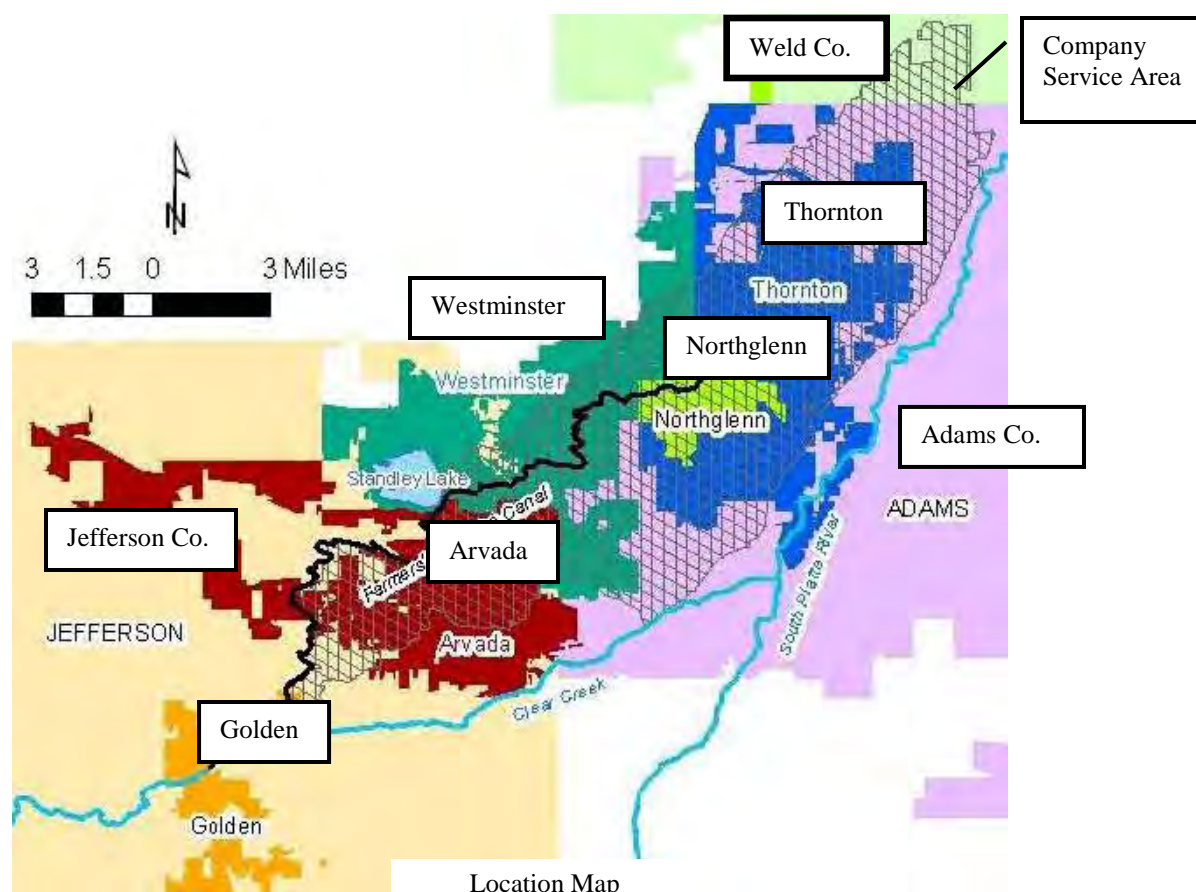 Weld Co.
Company
Service Area
Thornton
N
3 1.5 0 3 Miles
Thornton
Westminster
Northglenn
Westminster
Northglenn
Adams Co.
Standley Lake
ADAMS
Jefferson Co.
Canal
Arvada
Farmers
JEFFERSON
Arvada
South Platte River
Clear Creek
Golden
Golden
Location Map